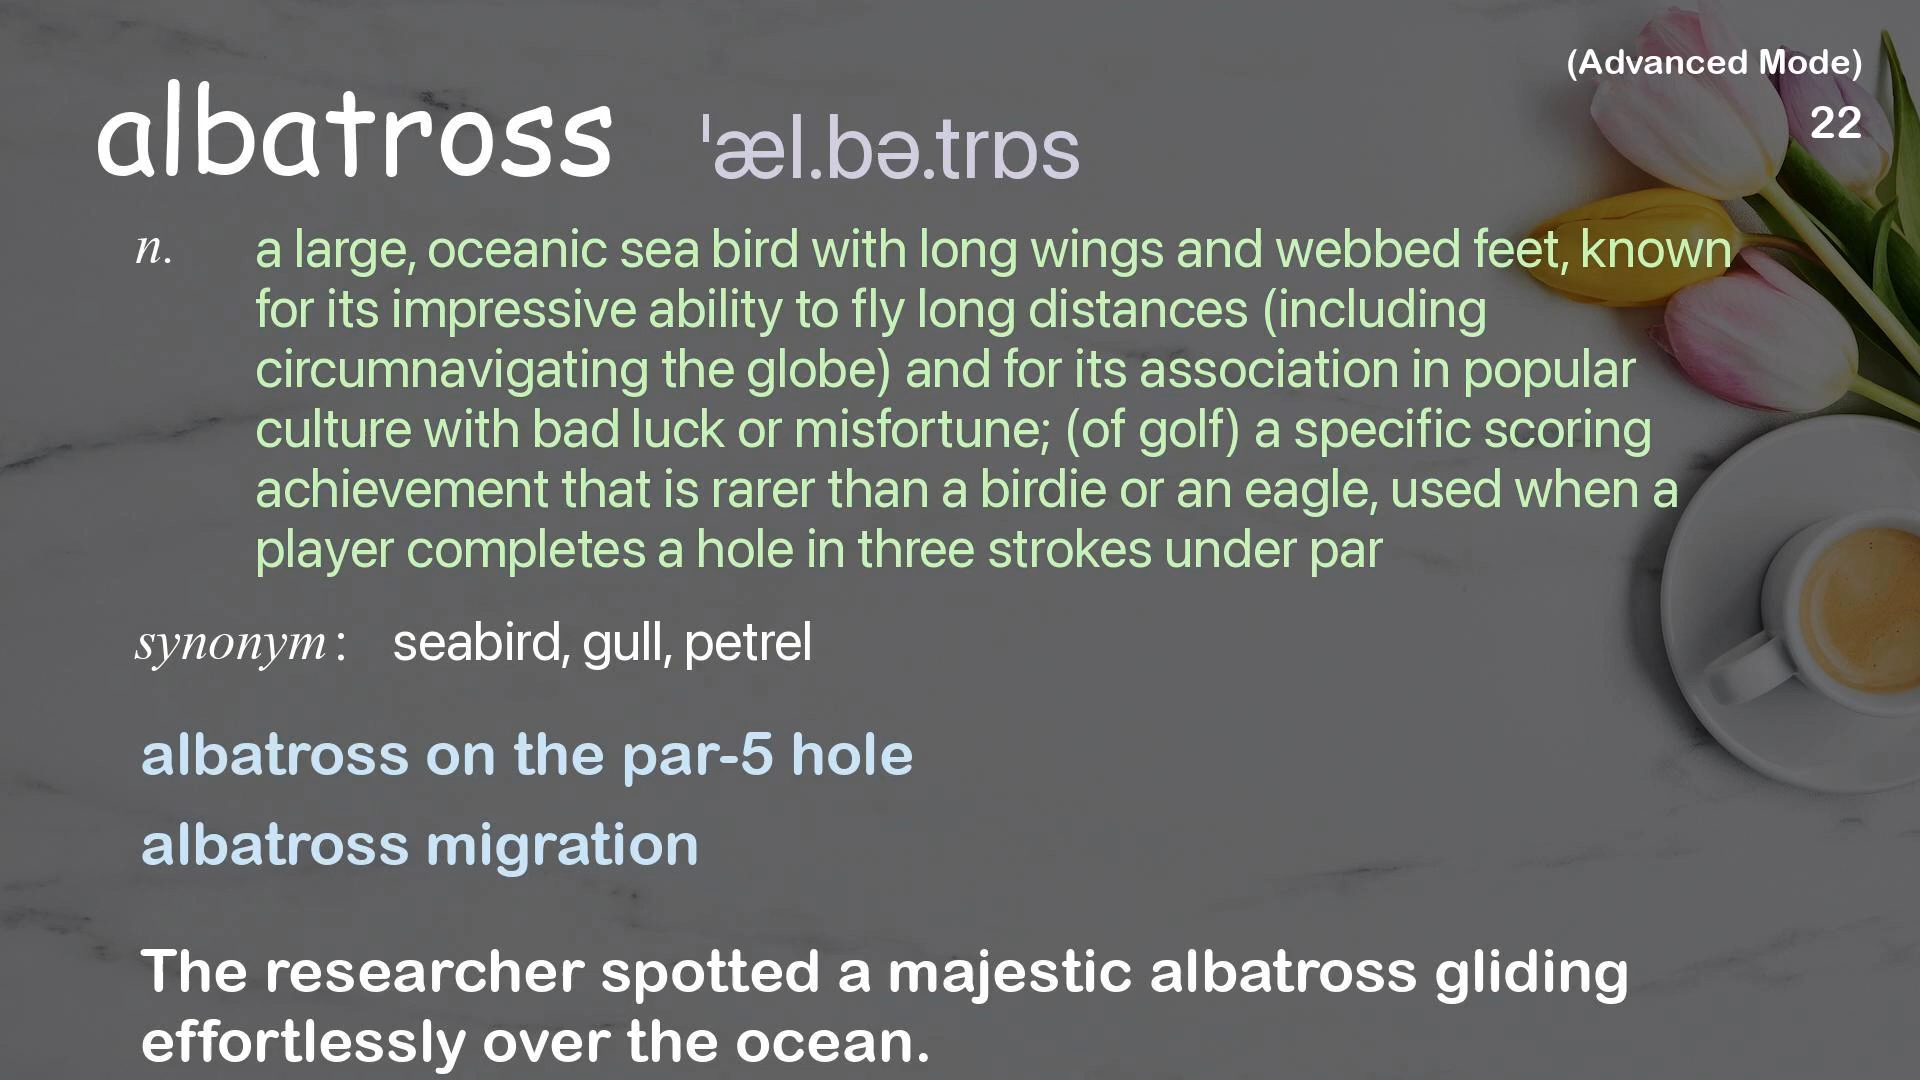 (Advanced Mode)
22
albatross ˈæl.bə.trɒs
n. a large, oceanic sea bird with long wings and webbed feet, known
for its impressive ability to fly long distances (including
circumnavigating the globe) and for its association in popular
culture with bad luck or misfortune; (of golf) a specific scoring
achievement that is rarer than a birdie or an eagle, used when a
player completes a hole in three strokes under par
synonym: seabird, gull, petrel
albatross on the par-5 hole
albatross migration
The researcher spotted a majestic albatross gliding
effortlessly over the ocean.